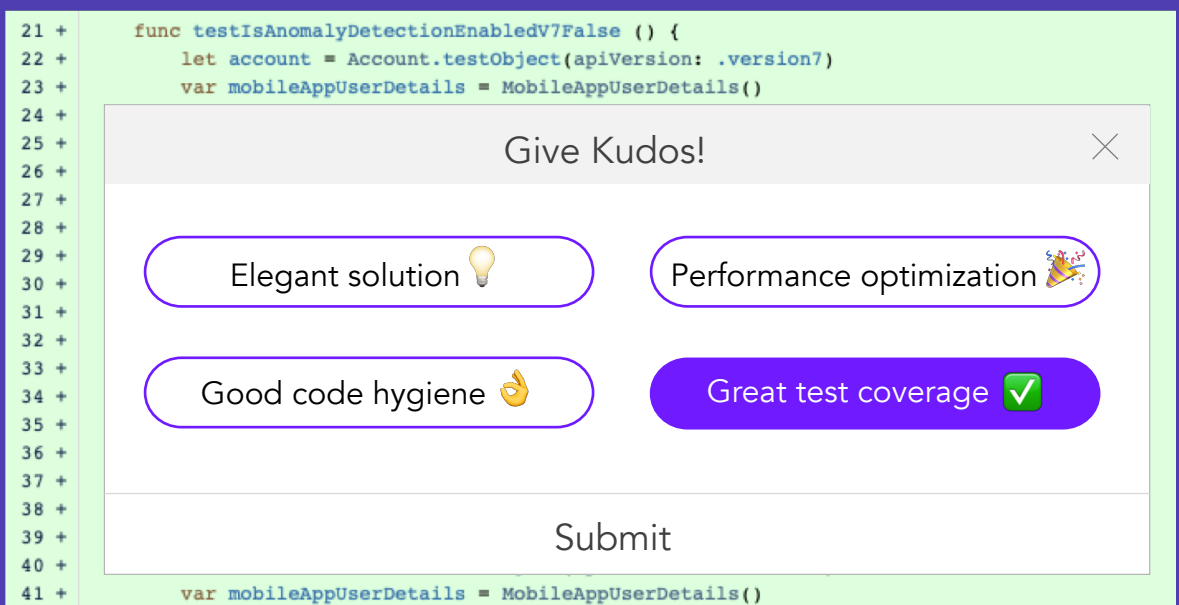 21 + func testIsAnomalyDetectionEnabledV7False () {
22 + let account = Account.testObject(apiVersion: .version7)
23 + var mobileAppUserDetails = MobileAppUserDetails()
24 +
Give Kudos!
25 +
26 +
27 +
28 +
29 +
Elegant solution 💡 Performance optimization 🎉
30 +
31 +
32 +
33 +
Good code hygiene 👌 Great test coverage ✅
34 +
35 +
36 +
37 +
38 +
Submit
39 +
40 +
41 + var mobileAppUserDetails = MobileAppUserDetails()